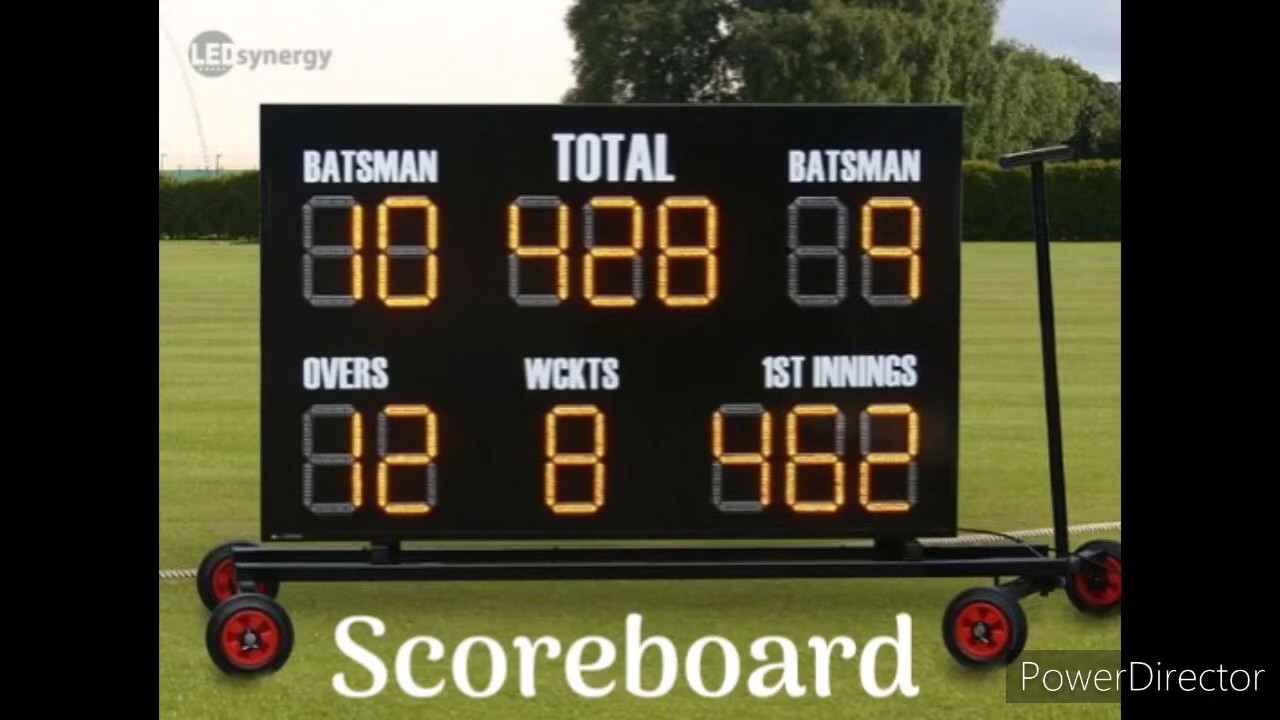 LEDsynergy
BATSMAN TOTAL BATSMAN
10 428 9
OVERS WCKTS 1ST INNINGS
12 8 462
Scoreboard
PowerDirector